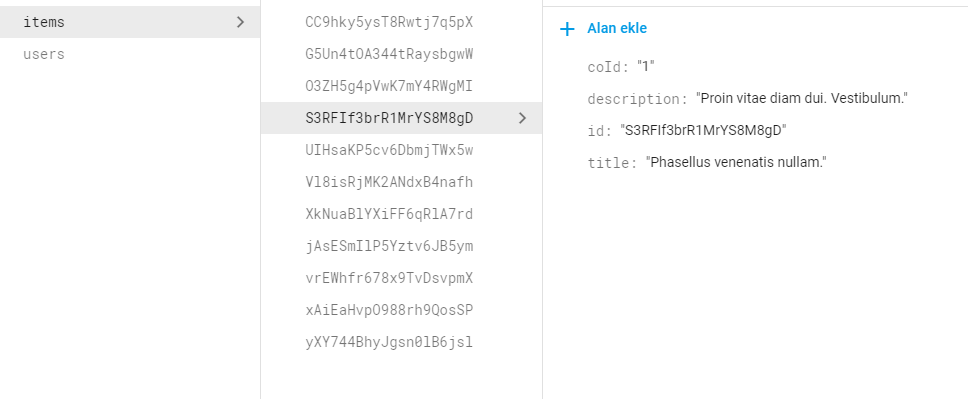 items
users
CC9hky5ysT8Rwtj7q5pX
G5Un4tOA344tRaysbgwW
O3ZH5g4pVwK7mY4RWgMI
S3RFIf3brR1MrYS8M8gD
UIHsaKP5cv6DbmjTWx5w
Vl8isRjMK2ANdxB4nafh
XkNuaBlYXiFF6qRlA7rd
jAsESmIlP5Yztv6JB5ym
vrEWhfr678x9TvDsvpmX
xAiEaHvpO988rh9QosSP
yXY744BhyJgsn0lB6jsl
+ Alan ekle
coId: "1"
description: "Proin vitae diam dui. Vestibulum."
id: "S3RFIf3brR1MrYS8M8gD"
title: "Phasellus venenatis nullam."